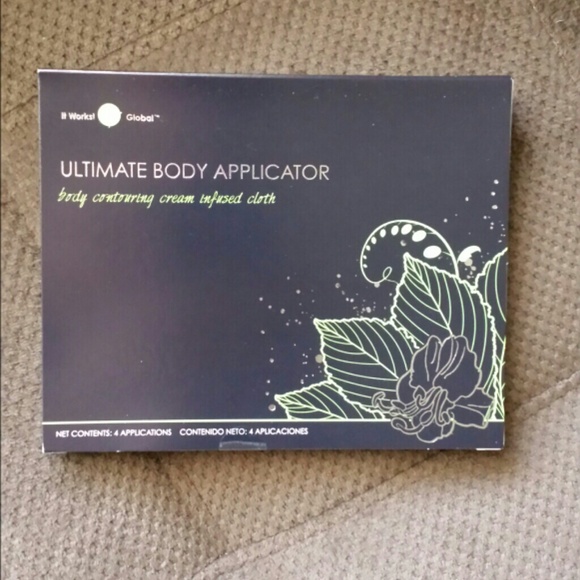 It Works! Global™
ULTIMATE BODY APPLICATOR
body contouring cream infused cloth
NET CONTENTS: 4 APPLICATIONS CONTENIDO NETO: 4 APLICACIONES